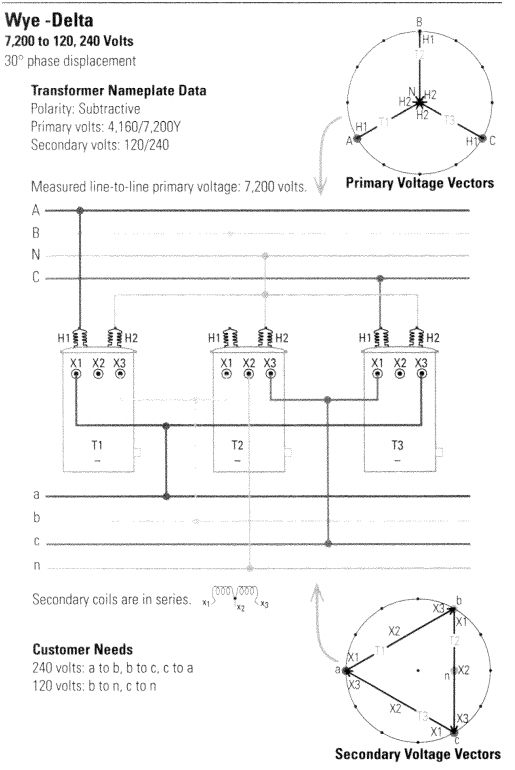 Wye -Delta
7,200 to 120, 240 Volts
30° phase displacement
Transformer Nameplate Data
Polarity: Subtractive
Primary volts: 4,160/7,200Y
Secondary volts: 120/240
B
H1
T2
N
H2
H2
H2
H1
T1
T3
A
H1
C
Primary Voltage Vectors
Measured line-to-line primary voltage: 7,200 volts.
A
B
N
C
H1 H2 H1 H2 H1 H2
X1 X2 X3 X1 X2 X3 X1 X2 X3
T1 T2 T3
a
b
c
n
Secondary coils are in series.
X1 X2 X3
Customer Needs
240 volts: a to b, b to c, c to a
120 volts: b to n, c to n
b
X3
X1
X2
T2
T1
X1
a
n
X2
X3
X2
T3
X3
X1
c
Secondary Voltage Vectors